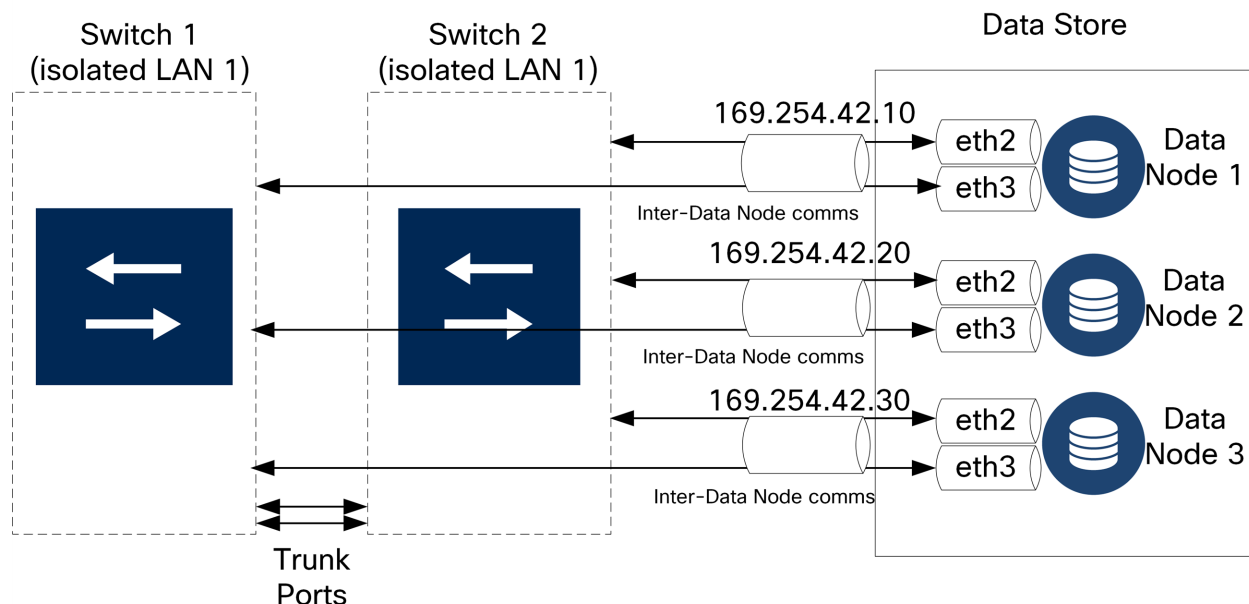 Switch 1
(isolated LAN 1)
Switch 2
(isolated LAN 1)
Data Store
169.254.42.10
eth2
eth3
Data
Node 1
Inter-Data Node comms
169.254.42.20
eth2
eth3
Data
Node 2
Inter-Data Node comms
169.254.42.30
eth2
eth3
Data
Node 3
Inter-Data Node comms
Trunk
Ports